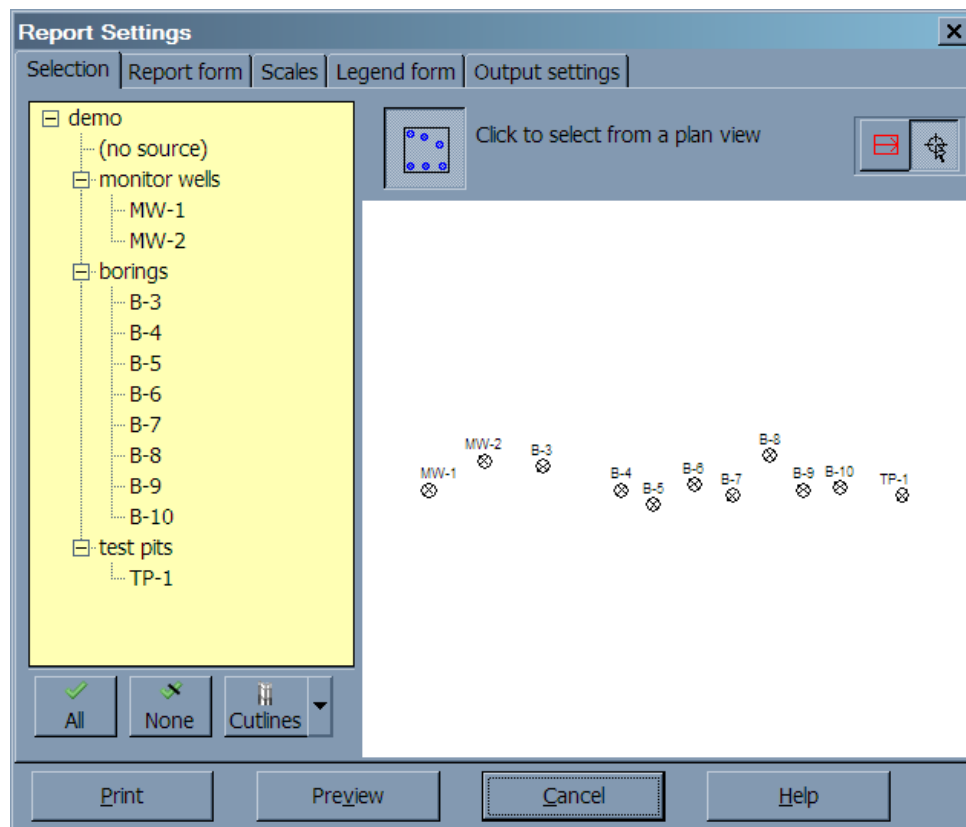 Report Settings
Selection Report form Scales Legend form Output settings
demo
(no source)
monitor wells
MW-1
MW-2
borings
B-3
B-4
B-5
B-6
B-7
B-8
B-9
B-10
test pits
TP-1
All None Cutlines
Click to select from a plan view
B-8
MW-2 B-3
MW-1 B-4 B-5 B-6 B-7 B-9 B-10 TP-1
Print Preview Cancel Help